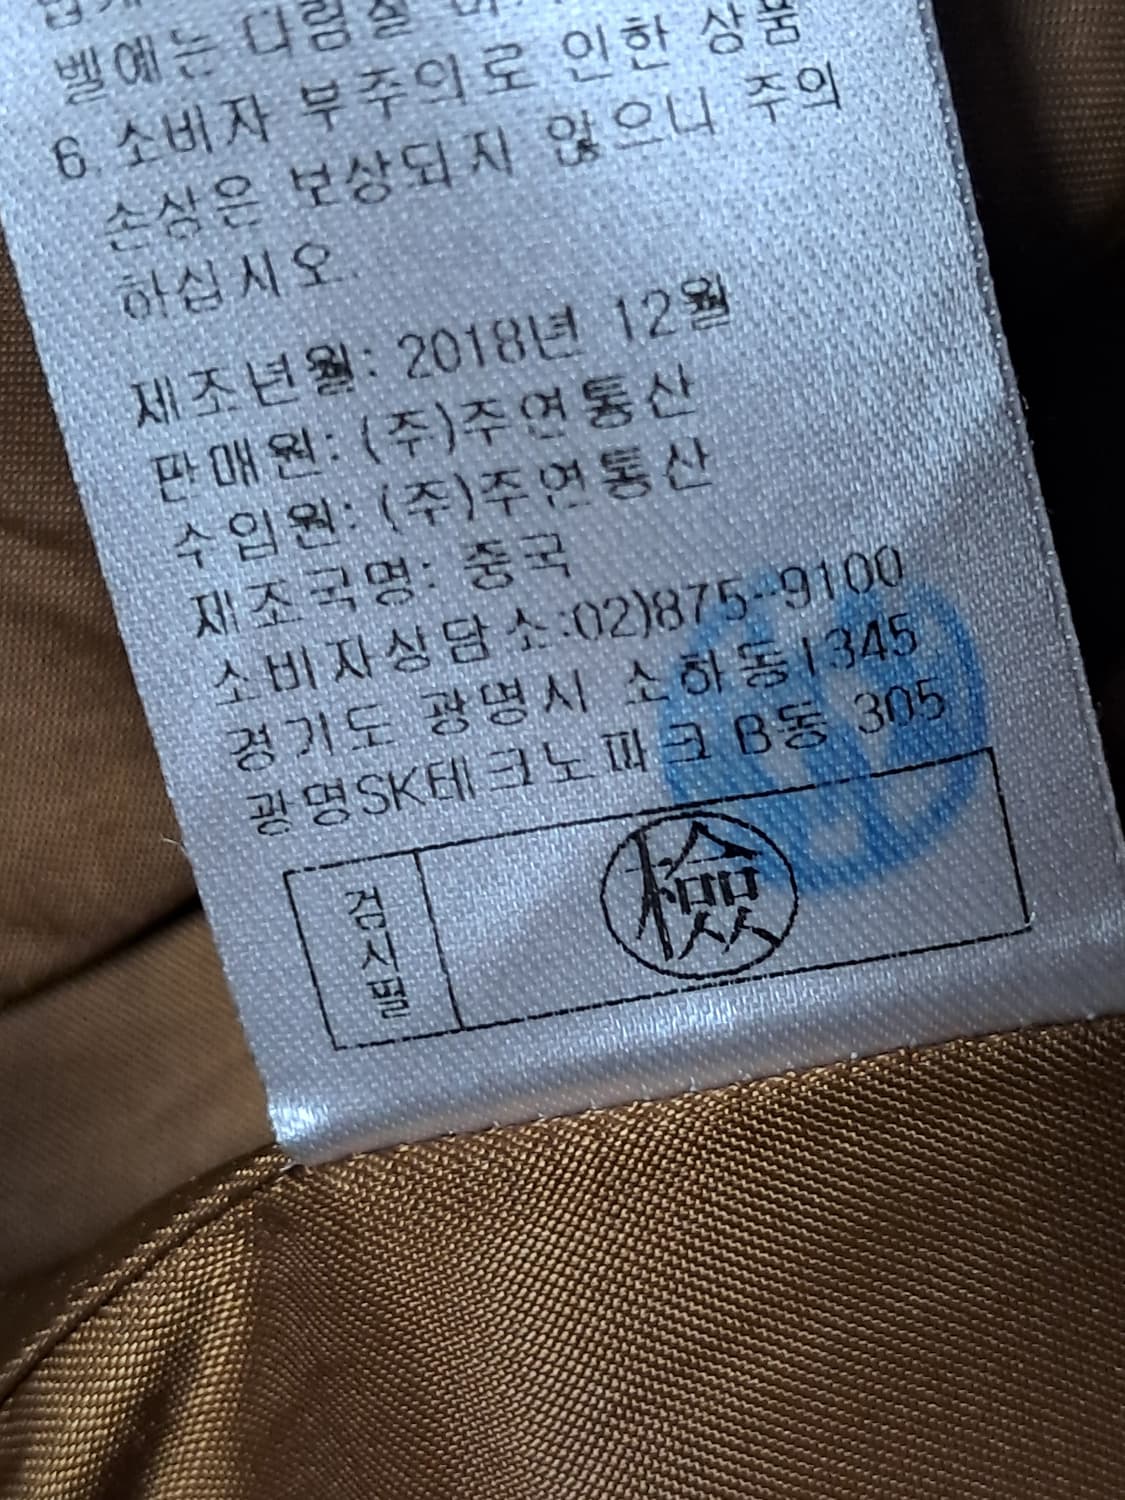 벨에는 다림질
6. 소비자 부주의로 인한 상품
손상은 보상되지 않으니 주의
하십시오.
제조년월: 2018년 12월
판매원: (주)주연통산
수입원: (주)주연통산
제조국명: 중국
소비자상담소:02)875-9100
경기도 광명시 소하동1345
광명SK테크노파크 B동 305
검사필
檢